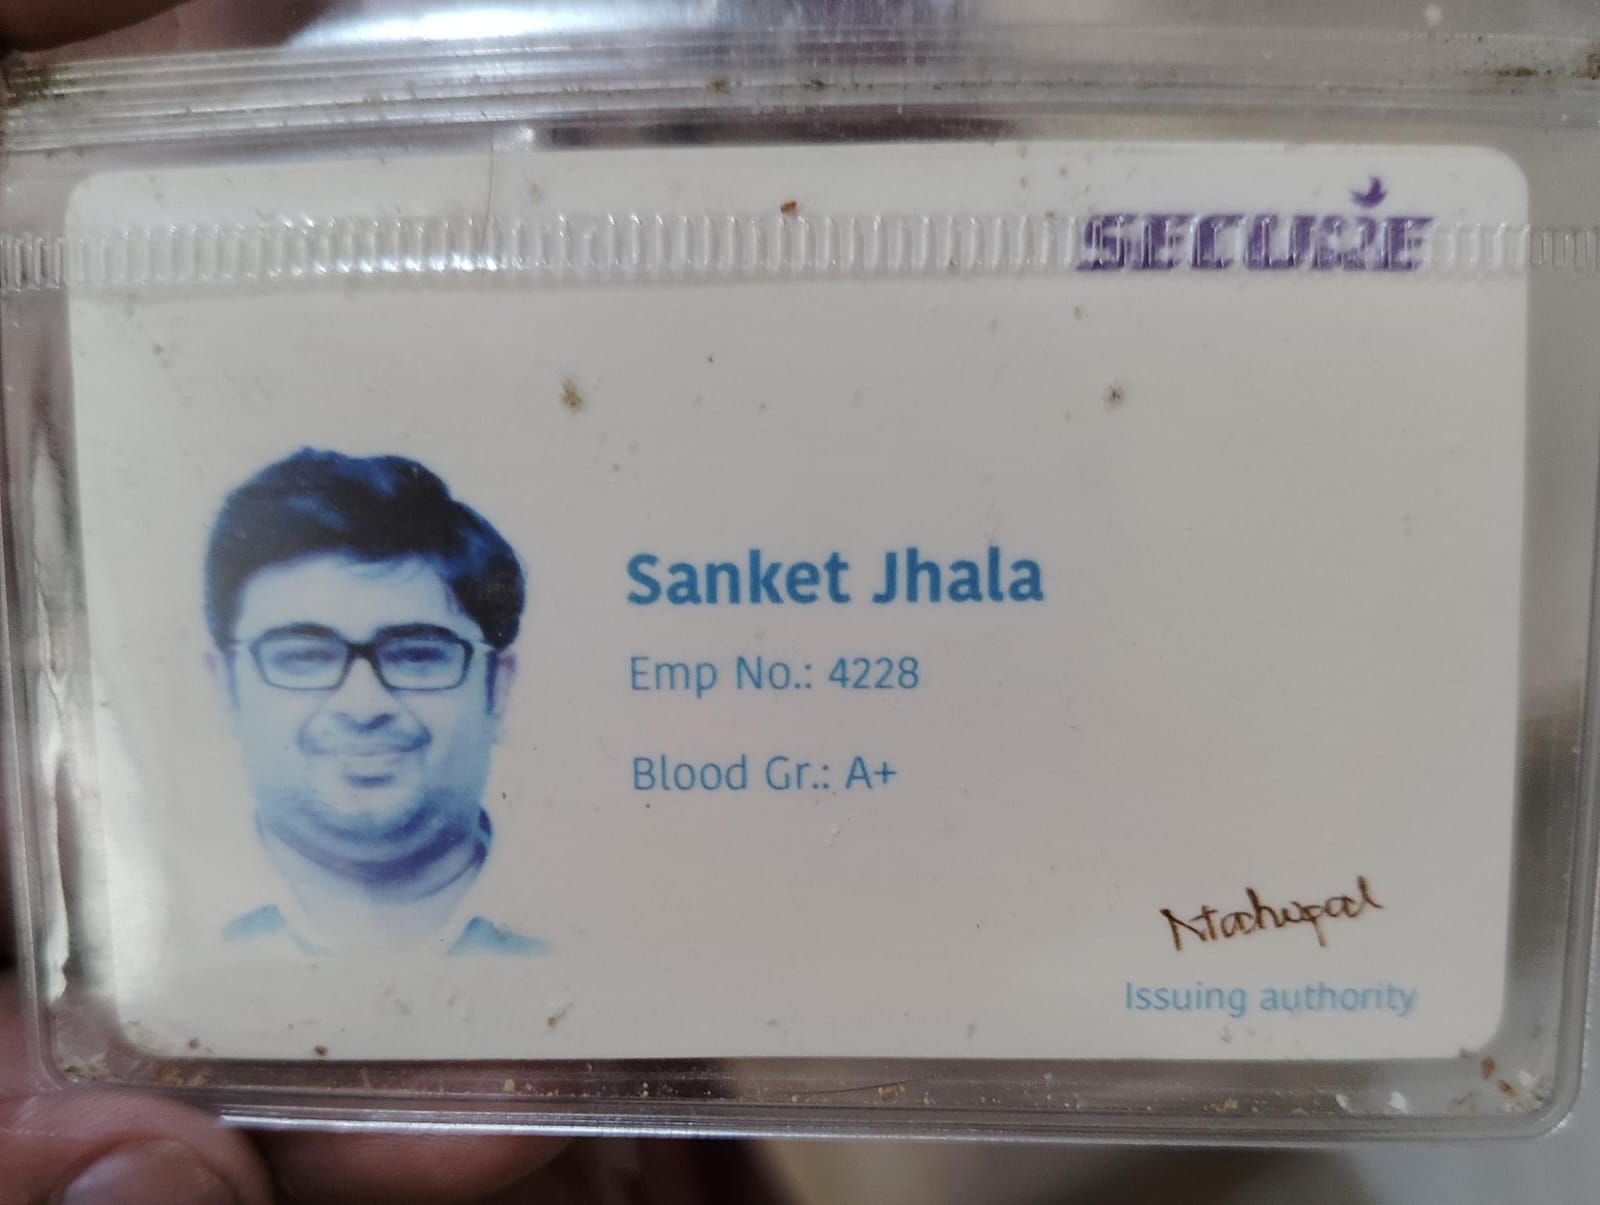 SECURE
Sanket Jhala
Emp No.: 4228
Blood Gr.: A+
Issuing authority